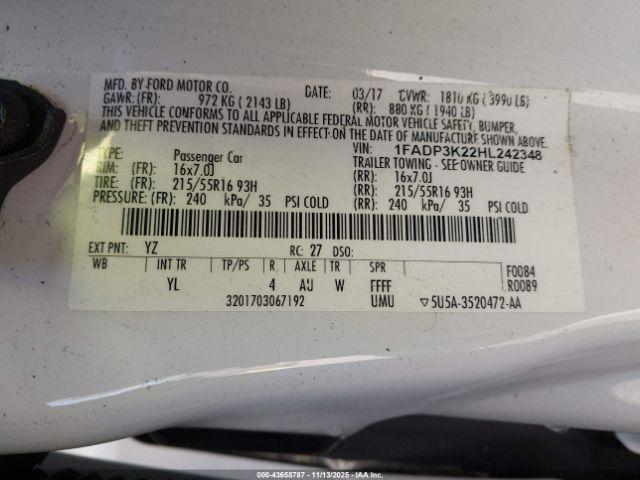 MFD. BY FORD MOTOR CO.
DATE: 03/17 GVWR: 1810 KG ( 3990 LB)
GAWR: (FR): 972 KG ( 2143 LB) (RR): 880 KG ( 1940 LB)
THIS VEHICLE CONFORMS TO ALL APPLICABLE FEDERAL MOTOR VEHICLE SAFETY, BUMPER,
AND THEFT PREVENTION STANDARDS IN EFFECT ON THE DATE OF MANUFACTURE SHOWN ABOVE.
VIN: 1FADP3K22HL242348
TYPE: Passenger Car TRAILER TOWING - SEE OWNER GUIDE
RIM: (FR): 16x7.0J (RR): 16x7.0J
TIRE: (FR): 215/55R16 93H (RR): 215/55R16 93H
PRESSURE: (FR): 240 kPa/ 35 PSI COLD (RR): 240 kPa/ 35 PSI COLD
EXT PNT: YZ RC: 27 DSO: F0084
WB INT TR TP/PS R AXLE TR SPR R0089
YL 4 AU W FFFF
3201703067192 UMU ▽5U5A-3520472-AA
000-43658787 — 11/13/2025 — IAAI.COM